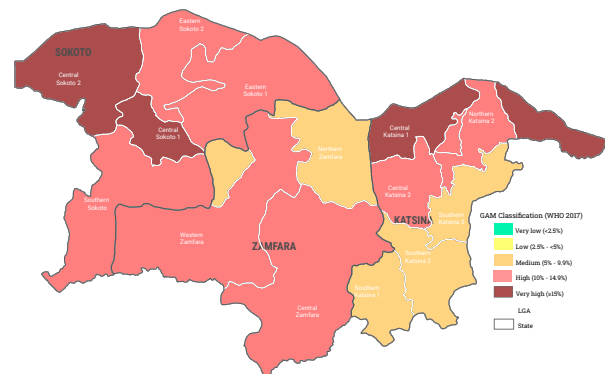 Eastern
Sokoto 2
SOKOTO
Central
Sokoto 2
Eastern
Sokoto 1
Central
Sokoto 1
Northern
Katsina 2
Central
Katsina 1
Northern
Zamfara
Southern
Sokoto
Central
Katsina 2
KATSINA
Southern
Western
Zamfara
ZAMFARA
Southern
Katsina 2
Southern
Katsina 1
Central
Zamfara
GAM Classification (WHO 2017)
Very low (<2.5%)
Low (2.5% - <5%)
Medium (5% - 9.9%)
High (10% - 14.9%)
Very high (≥15%)
LGA
State